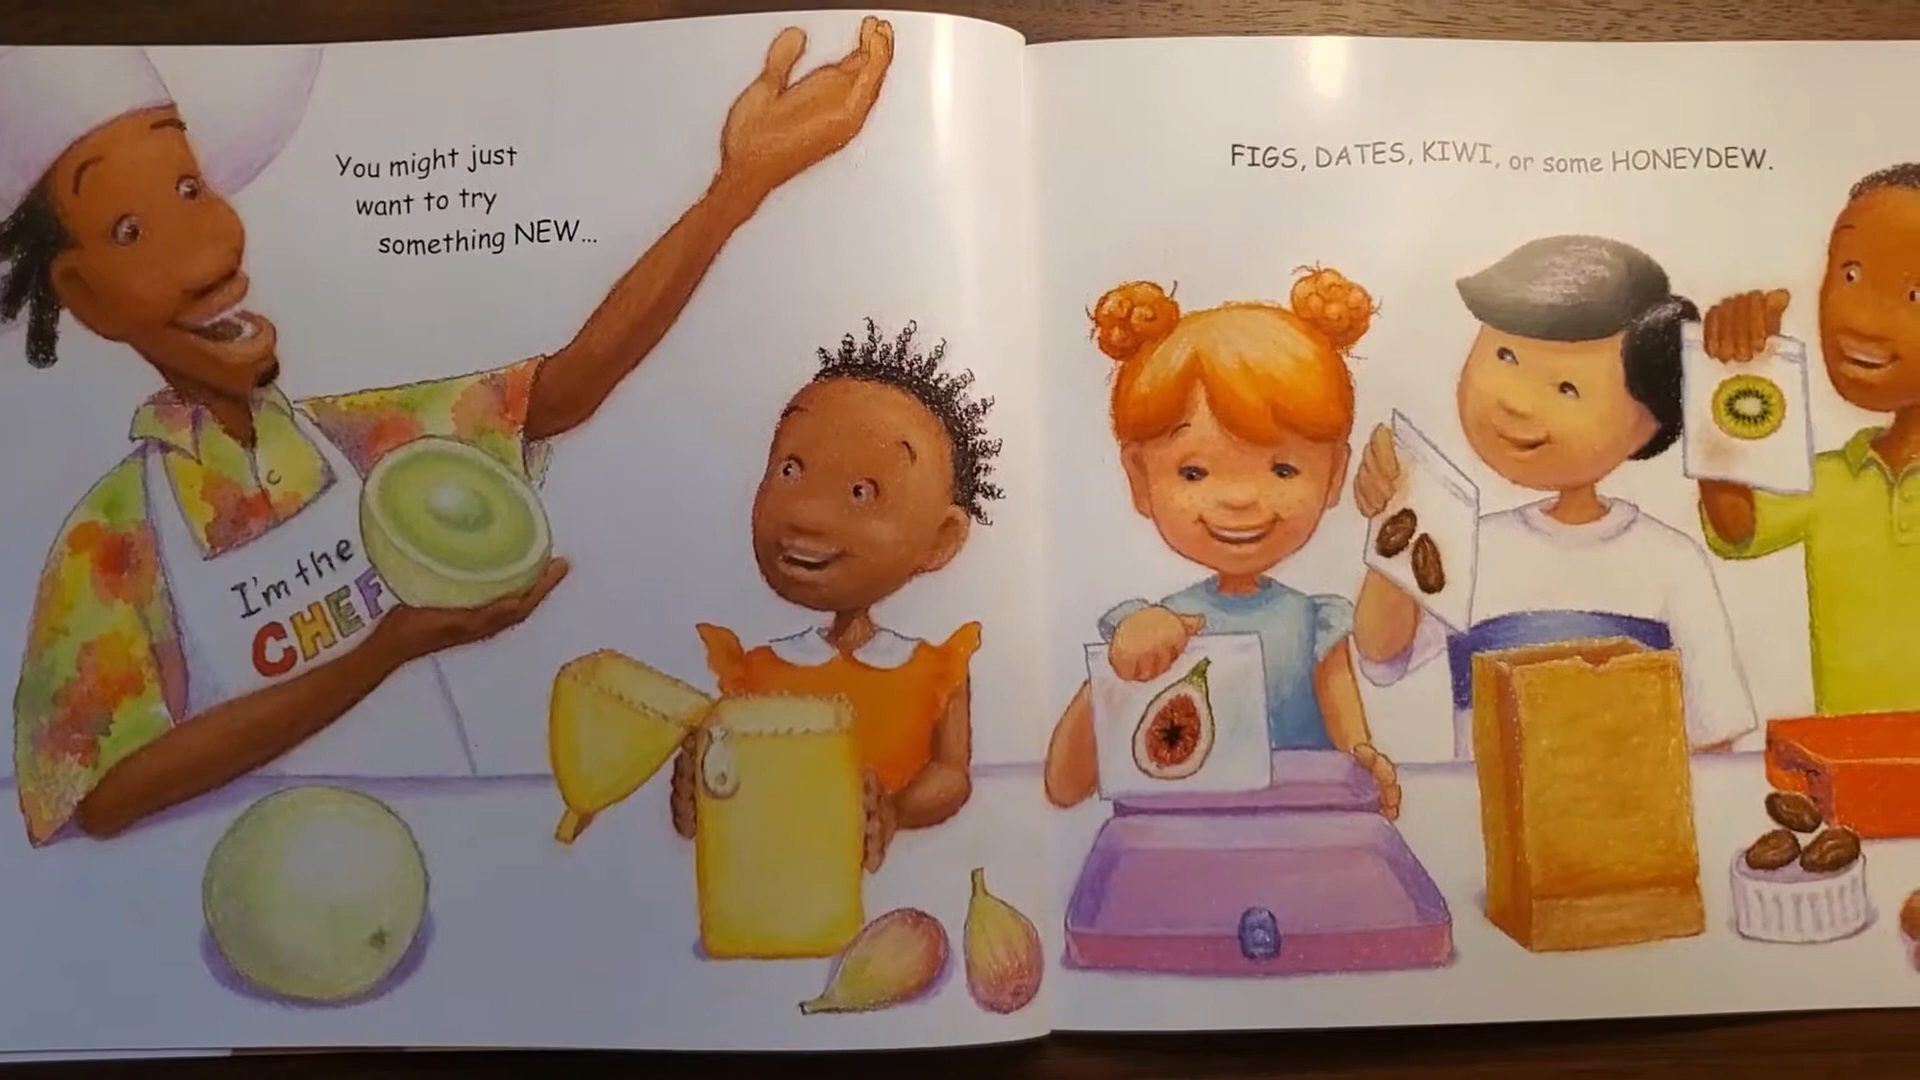 You might just
want to try
something NEW...
I'm the
CHEF
FIGS, DATES, KIWI, or some HONEYDEW.